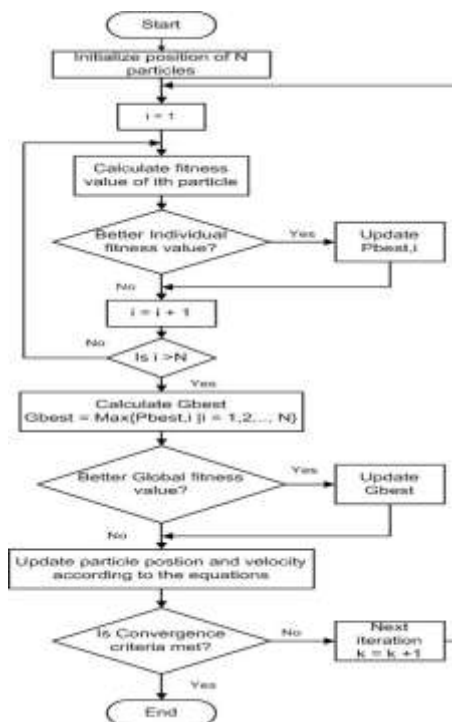 Start
Initialize position of N
particles
i = 1
Calculate fitness
value of ith particle
Better Individual
fitness value?
Yes
Update
Pbest,i
No
i = i + 1
No
Is i >N
Yes
Calculate Gbest
Gbest = Max{Pbest,i |i = 1,2,..., N}
Better Global fitness
value?
Yes
Update
Gbest
No
Update particle postion and velocity
according to the equations
Is Convergence
criteria met?
No
Next
iteration
k = k +1
Yes
End